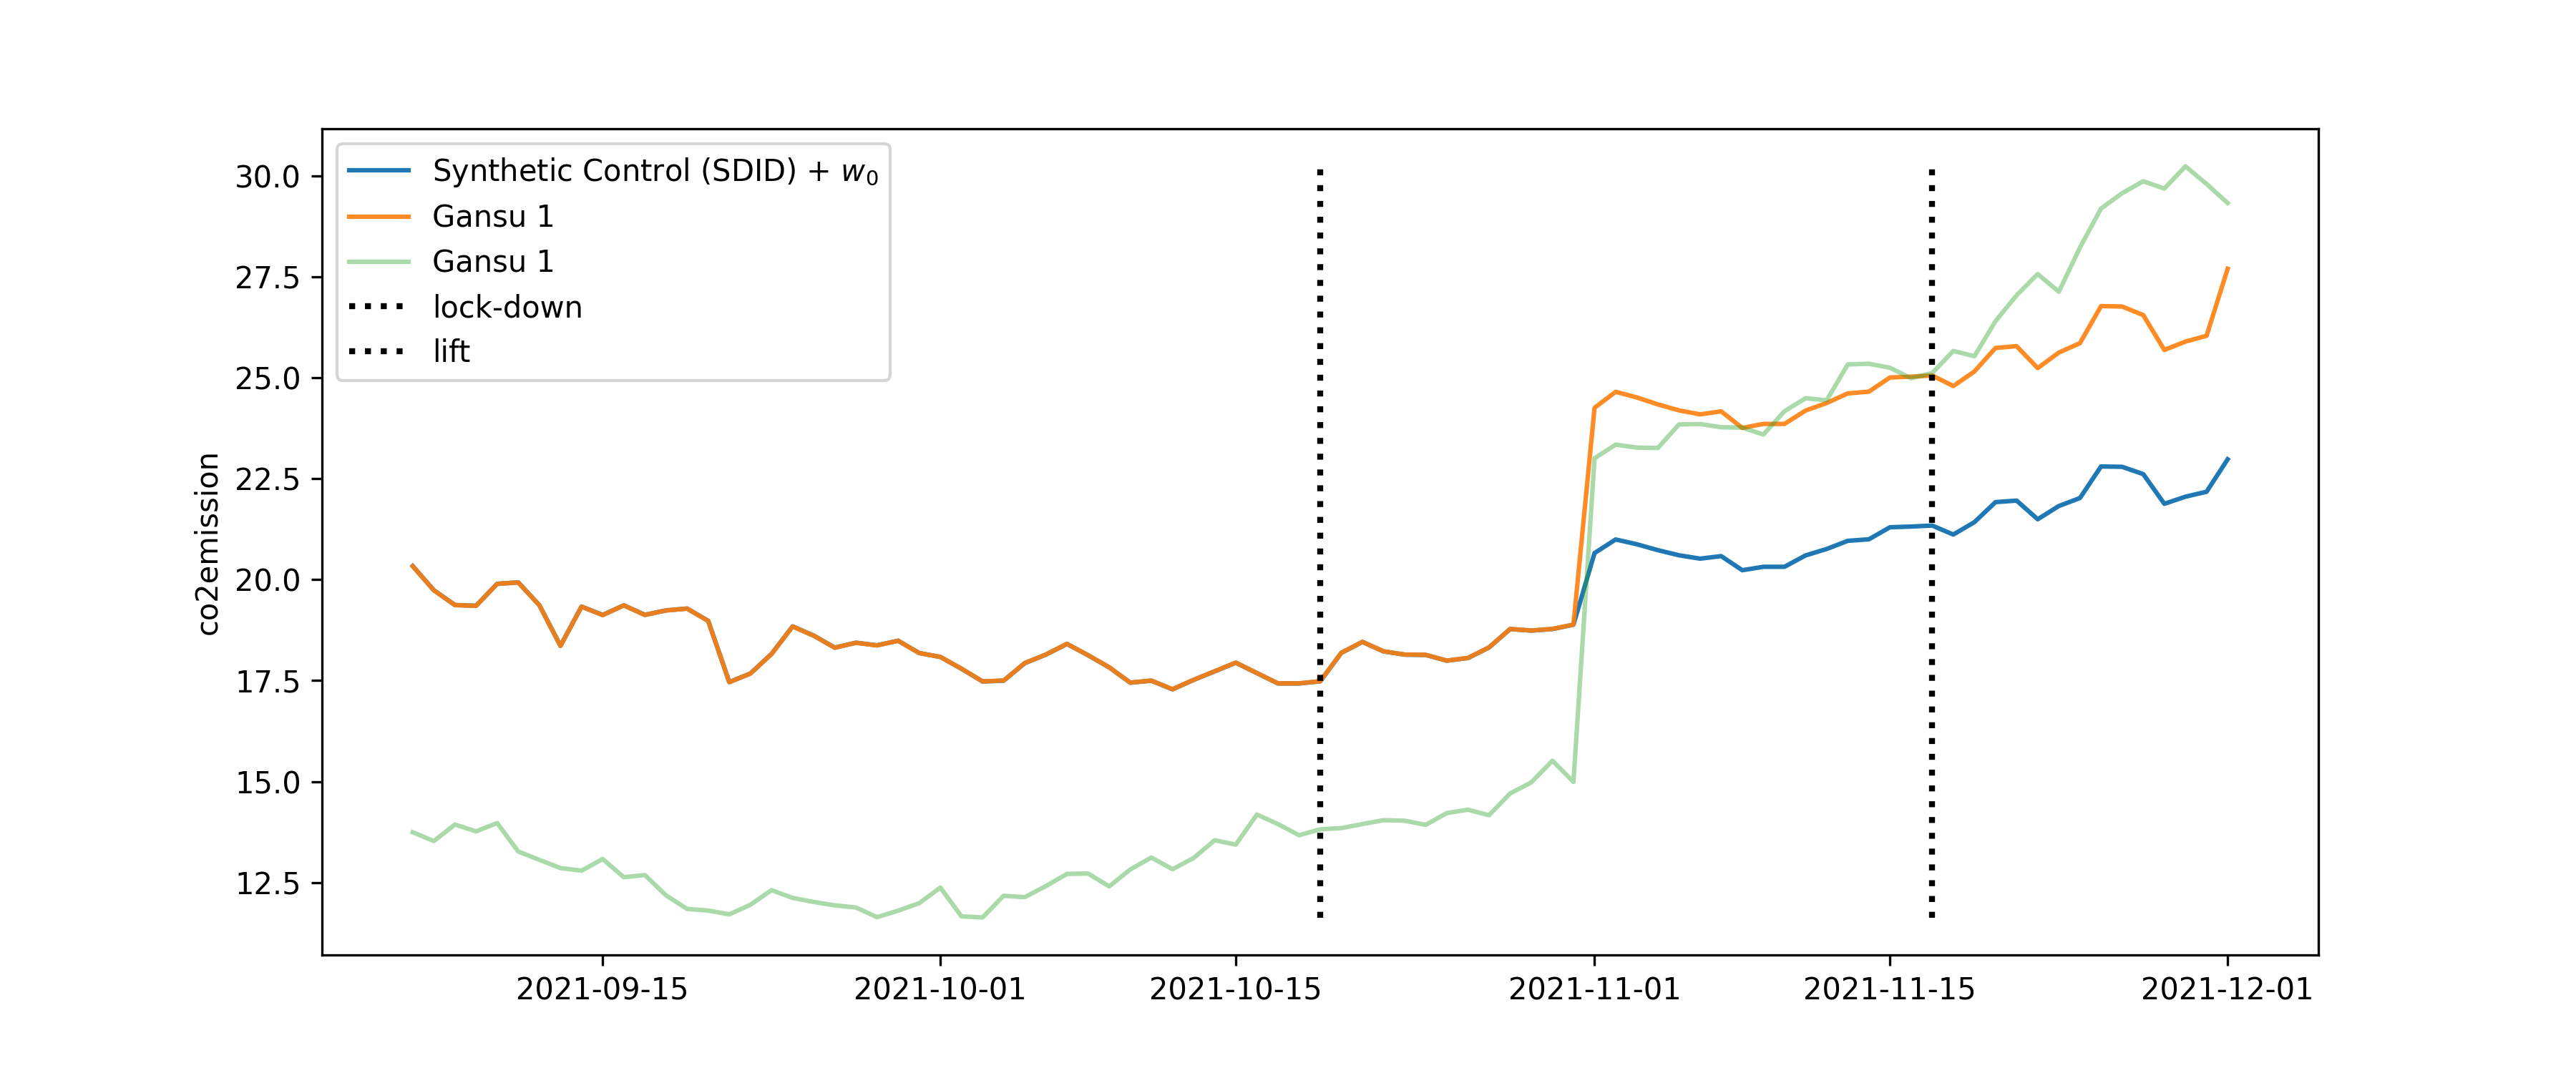 Synthetic Control (SDID) + w₀
Gansu 1
Gansu 1
lock-down
lift
30.0
27.5
25.0
22.5
20.0
17.5
15.0
12.5
co2emission
2021-09-15
2021-10-01
2021-10-15
2021-11-01
2021-11-15
2021-12-01